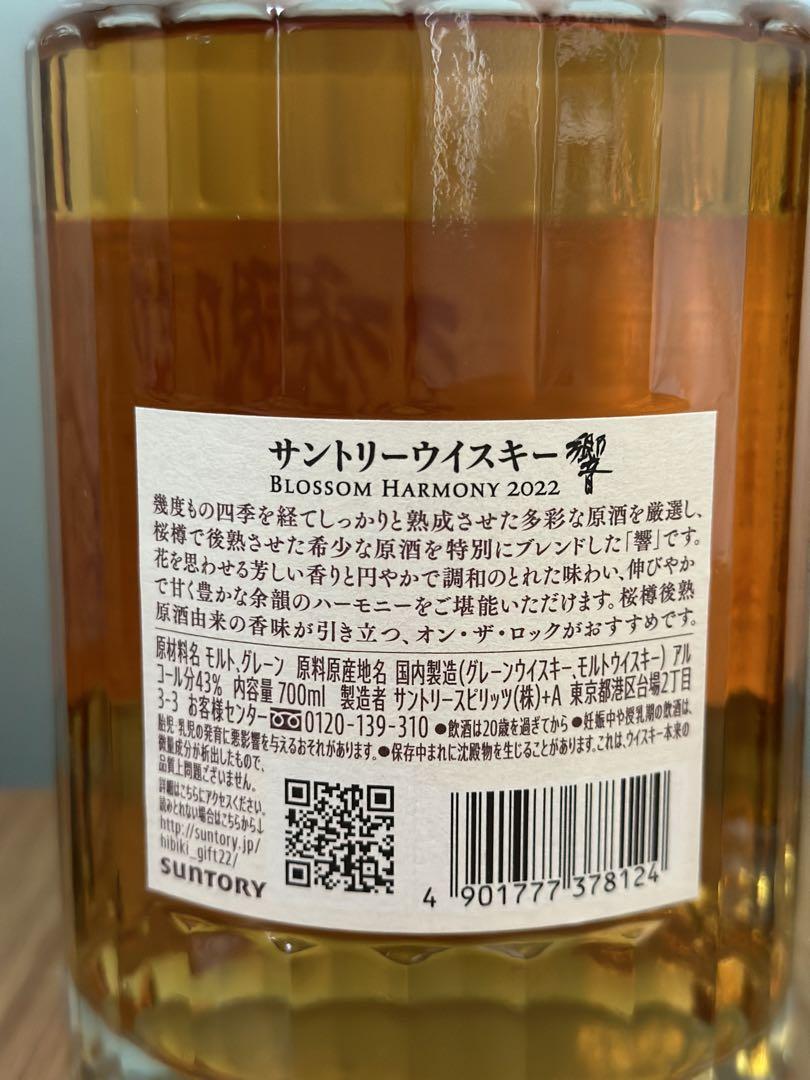 サントリーウイスキー 響
BLOSSOM HARMONY 2022
幾度もの四季を経てしっかりと熟成させた多彩な原酒を厳選し、
桜樽で後熟させた希少な原酒を特別にブレンドした「響」です。
花を思わせる芳しい香りと円やかで調和のとれた味わい、伸びやか
で甘く豊かな余韻のハーモニーをご堪能いただけます。桜樽後熟
原酒由来の香味が引き立つ、オン・ザ・ロックがおすすめです。
原材料名 モルト、グレーン 原料原産地名 国内製造(グレーンウイスキー、モルトウイスキー) アル
コール分43% 内容量 700ml 製造者 サントリースピリッツ(株)+A 東京都港区台場2丁目
3-3 お客様センター 0120-139-310 ●飲酒は20歳を過ぎてから ●妊娠中や授乳期の飲酒は、
胎児・乳児の発育に悪影響を与えるおそれがあります。●保存中まれに沈殿物を生じることがあります。これは、ウイスキー本来の
微量成分が析出したもので、
品質上問題ございません。
詳細はこちらにアクセスください。
読みとれない場合はこちらから↓
http://suntory.jp/
hibiki_gift22/
SUNTORY
4 901777 378124